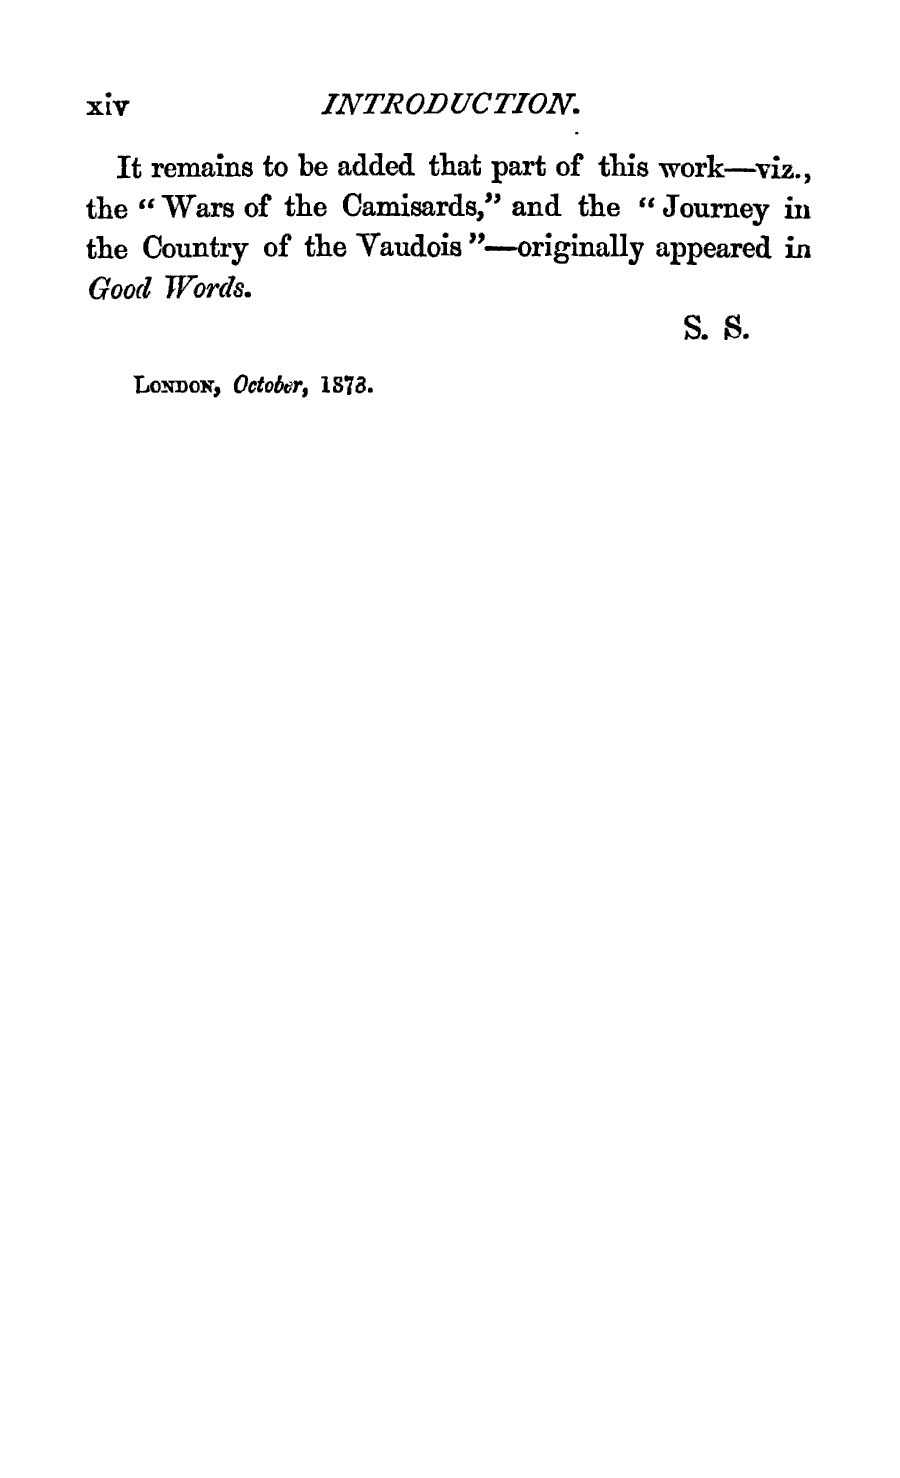 xiv INTRODUCTION.
It remains to be added that part of this work—viz.,
the “Wars of the Camisards,” and the “Journey in
the Country of the Vaudois”—originally appeared in
Good Words.
S. S.
London, October, 1873.